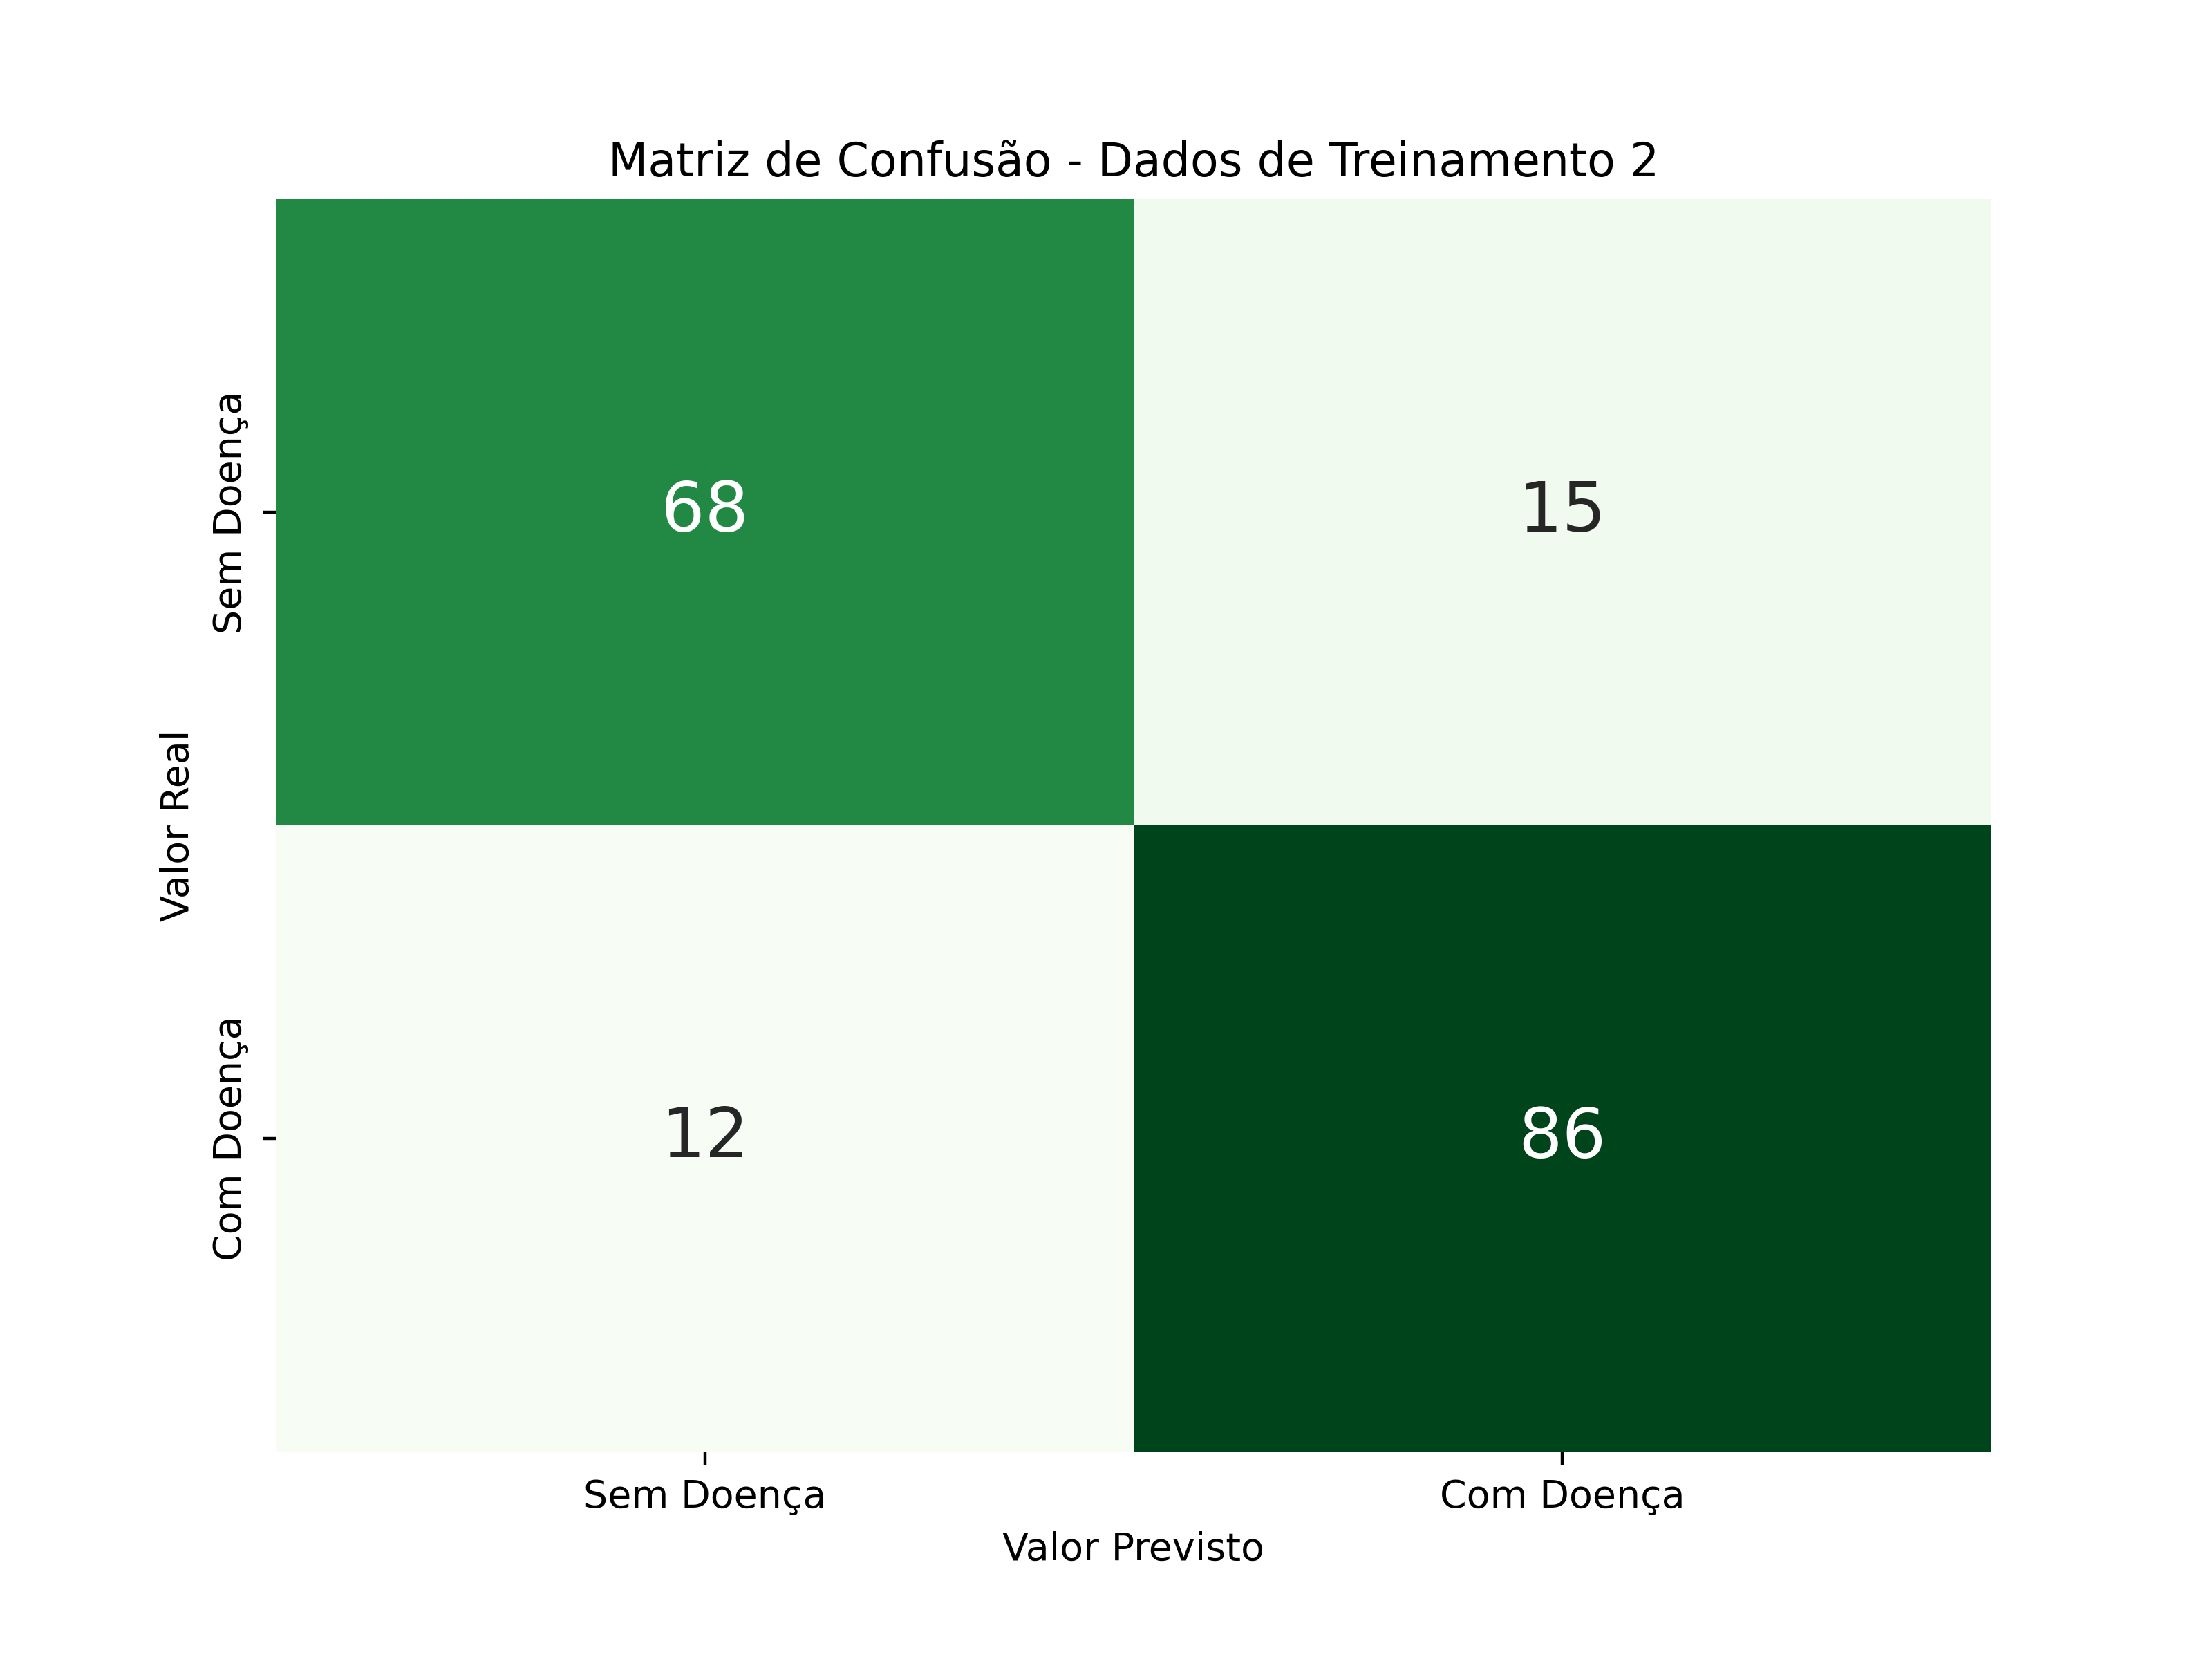 Matriz de Confusão - Dados de Treinamento 2
Valor Real
Sem Doença
68
15
Com Doença
12
86
Sem Doença
Com Doença
Valor Previsto